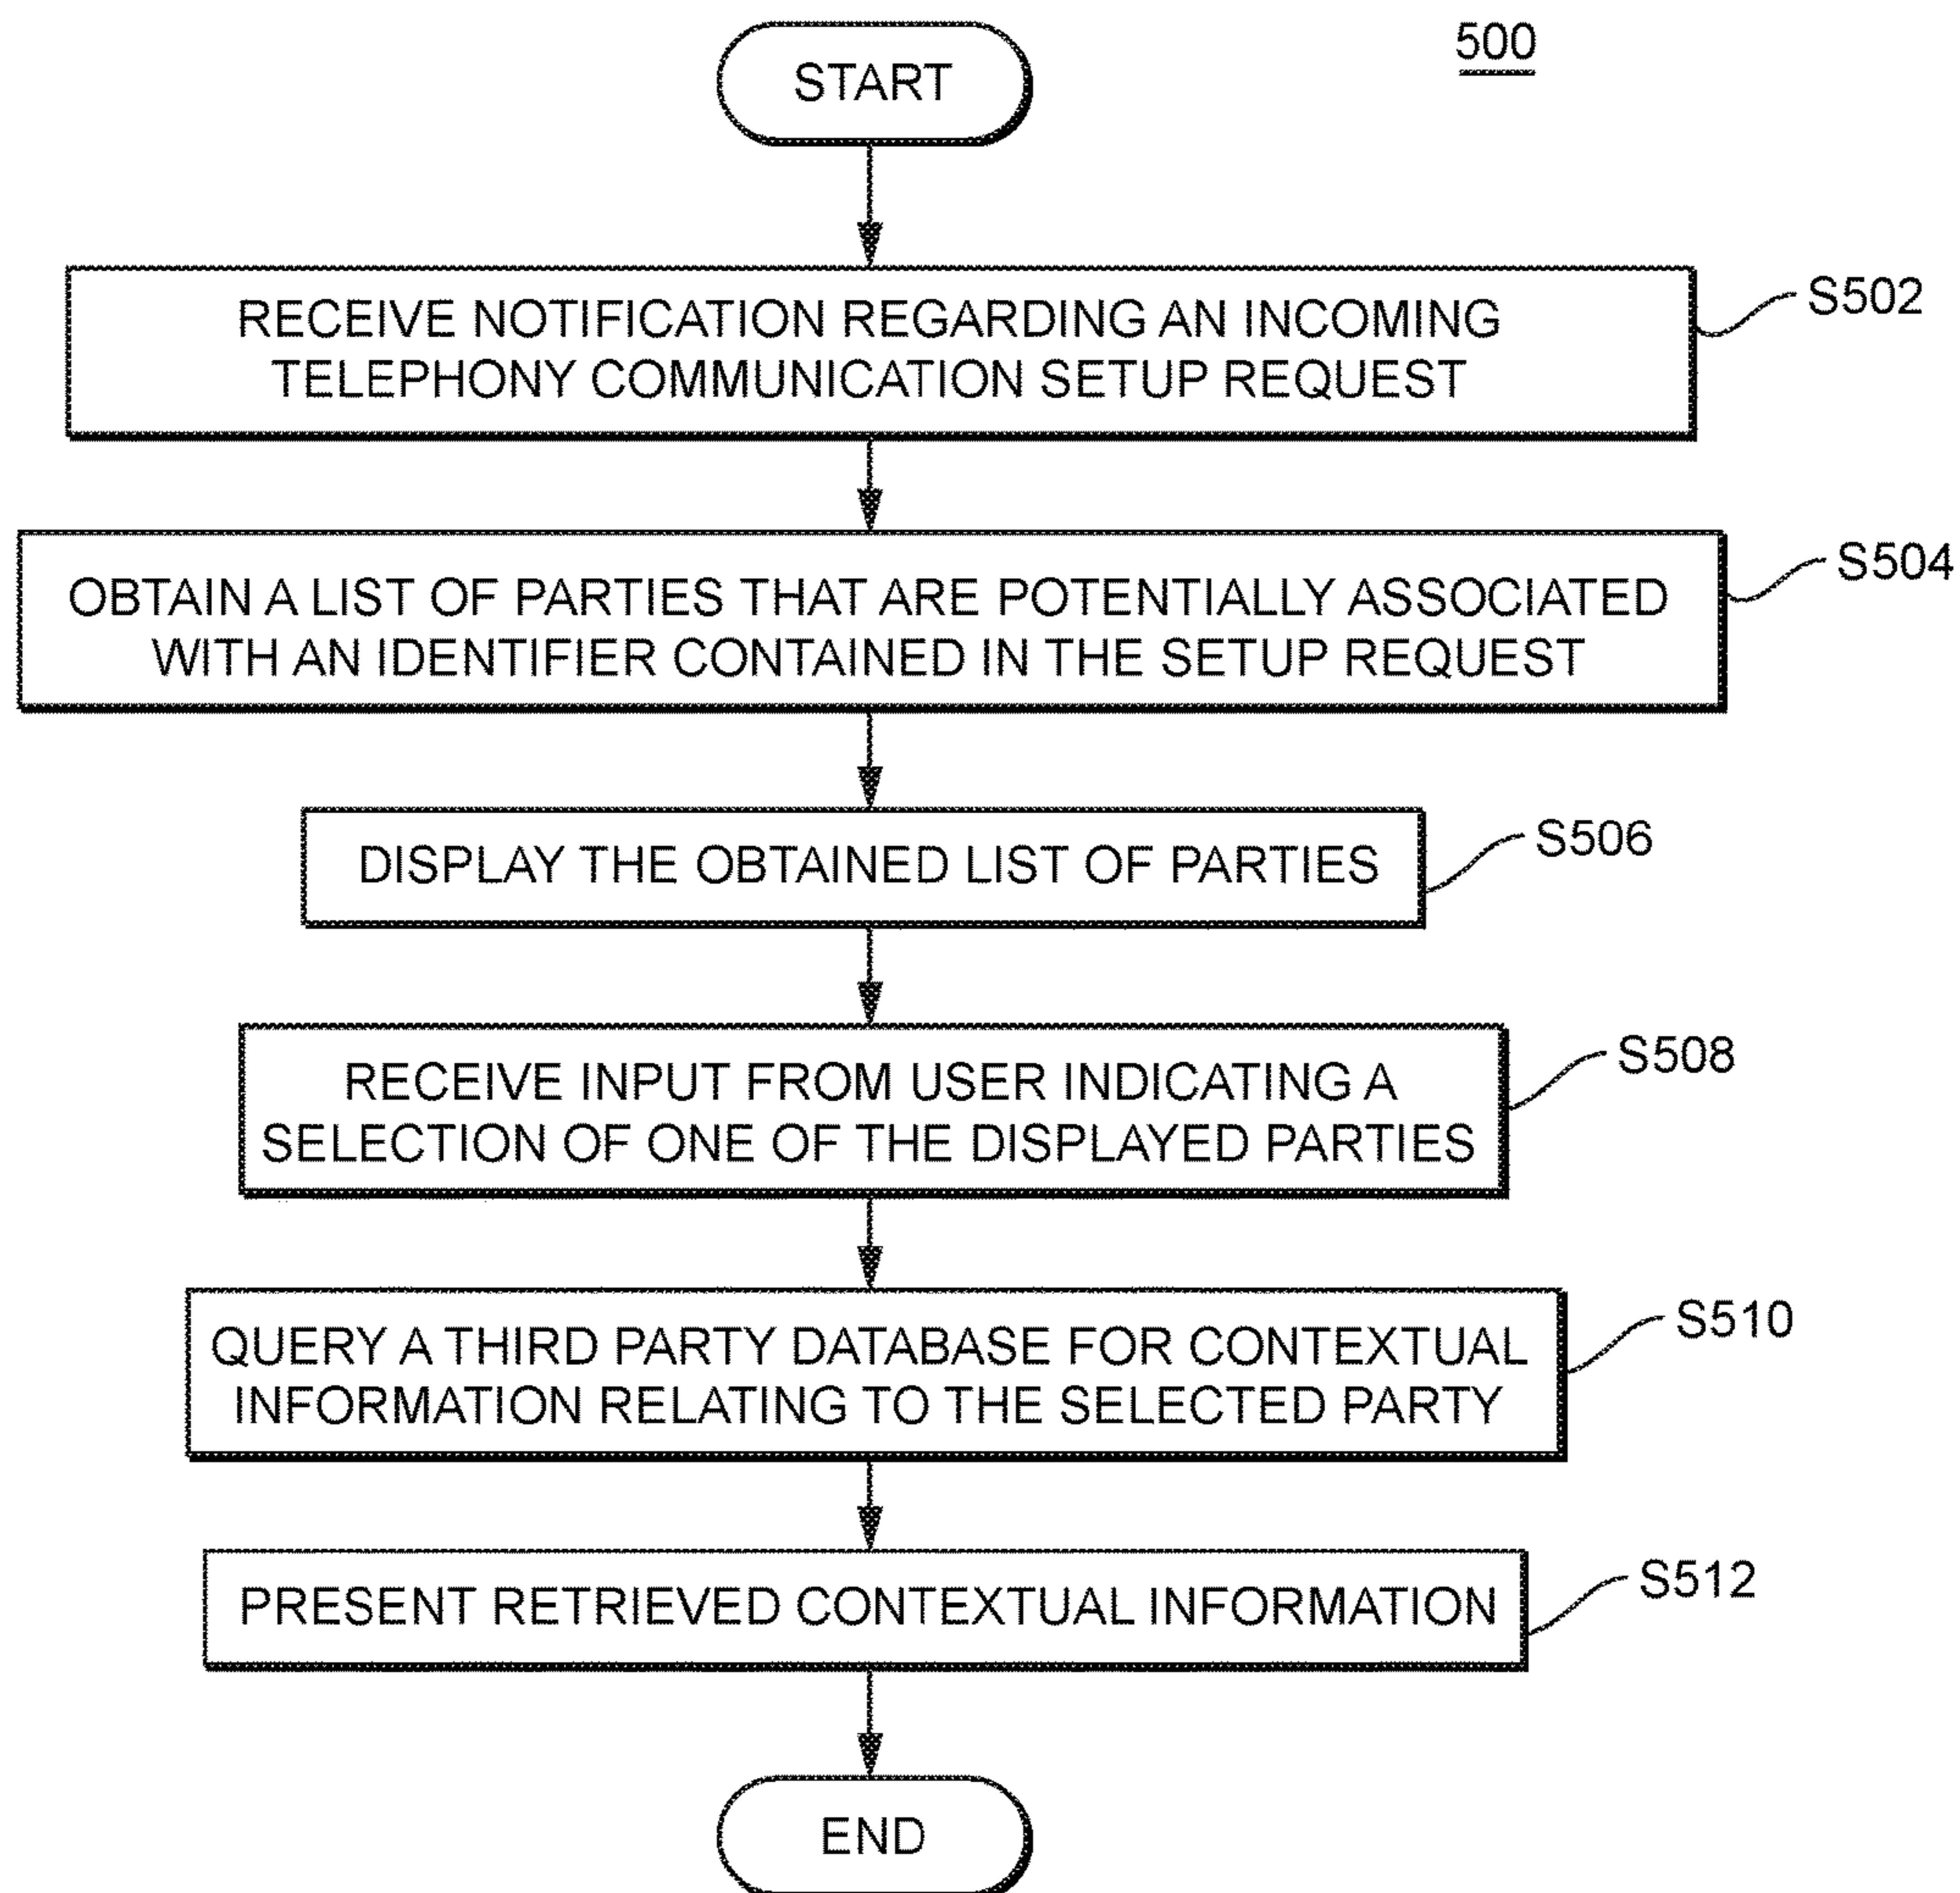 500
START
RECEIVE NOTIFICATION REGARDING AN INCOMING
TELEPHONY COMMUNICATION SETUP REQUEST
S502
OBTAIN A LIST OF PARTIES THAT ARE POTENTIALLY ASSOCIATED
WITH AN IDENTIFIER CONTAINED IN THE SETUP REQUEST
S504
DISPLAY THE OBTAINED LIST OF PARTIES
S506
RECEIVE INPUT FROM USER INDICATING A
SELECTION OF ONE OF THE DISPLAYED PARTIES
S508
QUERY A THIRD PARTY DATABASE FOR CONTEXTUAL
INFORMATION RELATING TO THE SELECTED PARTY
S510
PRESENT RETRIEVED CONTEXTUAL INFORMATION
S512
END